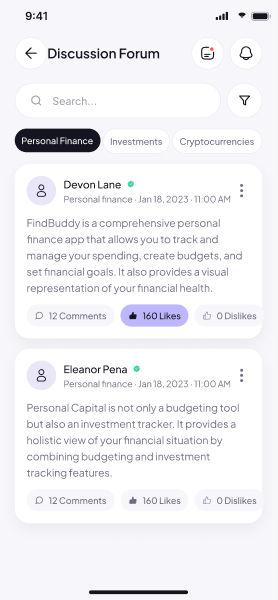 9:41
Discussion Forum
Search...
Personal Finance
Investments
Cryptocurrencies
Devon Lane
Personal finance · Jan 18, 2023 · 11:00 AM
FindBuddy is a comprehensive personal
finance app that allows you to track and
manage your spending, create budgets, and
set financial goals. It also provides a visual
representation of your financial health.
12 Comments
160 Likes
0 Dislikes
Eleanor Pena
Personal finance · Jan 18, 2023 · 11:00 AM
Personal Capital is not only a budgeting tool
but also an investment tracker. It provides a
holistic view of your financial situation by
combining budgeting and investment
tracking features.
12 Comments
160 Likes
0 Dislikes